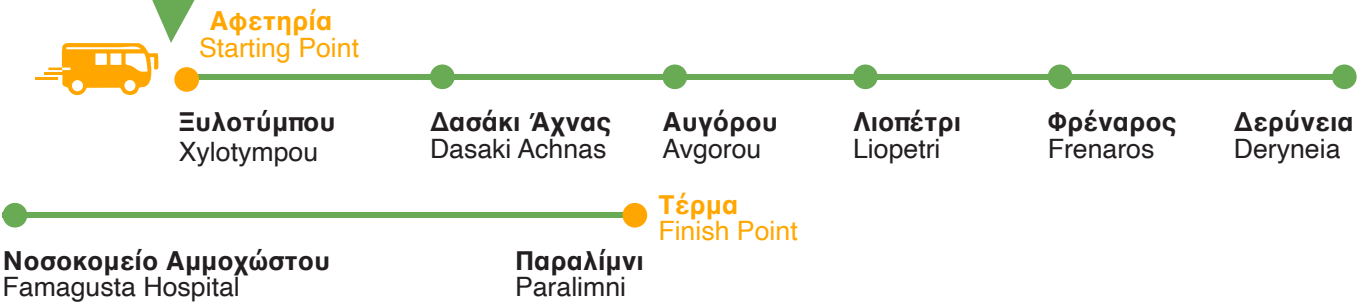 Αφετηρία
Starting Point
Ξυλοτύμπου
Xylotympou
Δασάκι Άχνας
Dasaki Achnas
Αυγόρου
Avgorou
Λιοπέτρι
Liopetri
Φρέναρος
Frenaros
Δερύνεια
Deryneia
Τέρμα
Finish Point
Νοσοκομείο Αμμοχώστου
Famagusta Hospital
Παραλίμνι
Paralimni